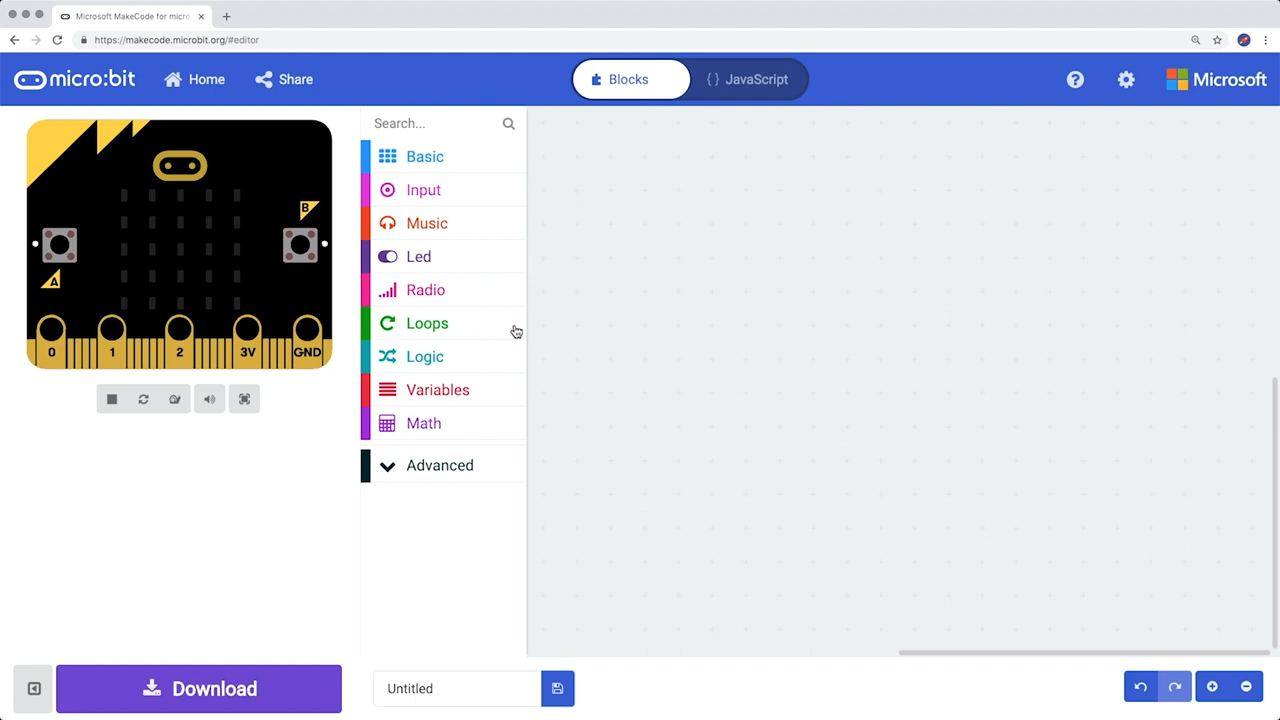 Microsoft MakeCode for micro
https://makecode.microbit.org/#editor
micro:bit
Home
Share
Blocks
{ } JavaScript
?
Microsoft
Search...
Basic
Input
Music
Led
Radio
Loops
Logic
Variables
Math
Advanced
B
A
0 1 2 3V GND
Download
Untitled